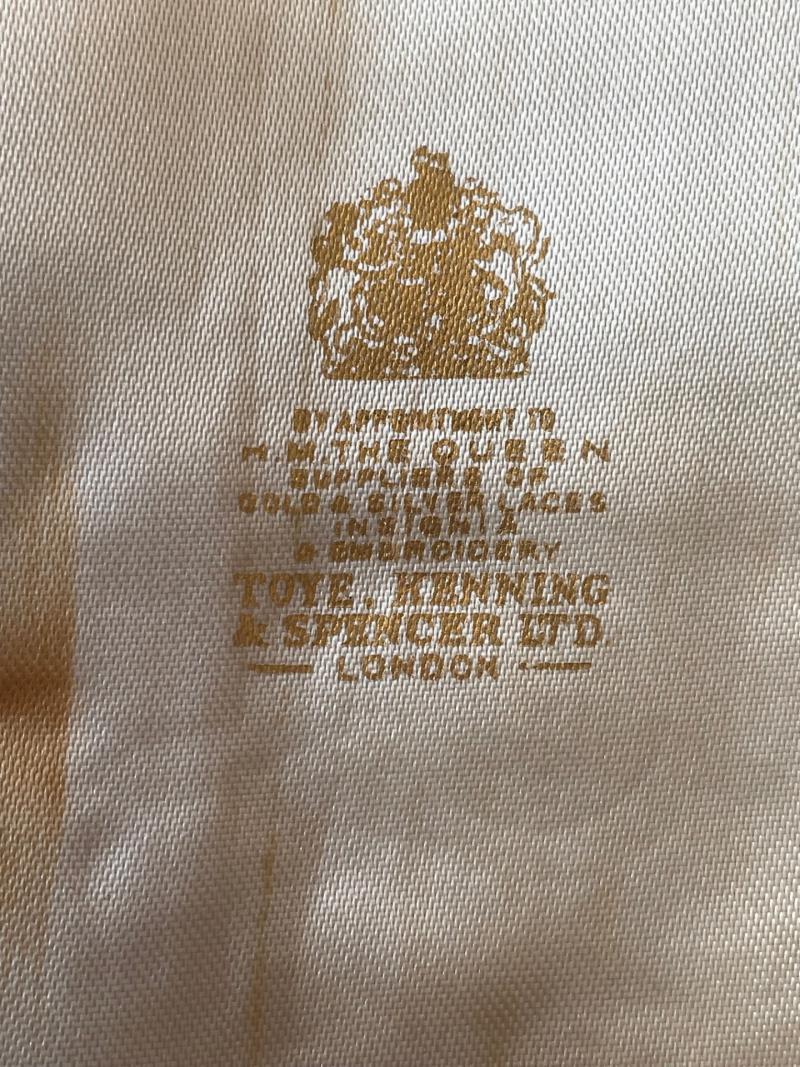 BY APPOINTMENT TO
H.M. THE QUEEN
SUPPLIERS OF
GOLD & SILVER LACES
INSIGNIA
& EMBROIDERY
TOYE, KENNING
& SPENCER LTD.
LONDON